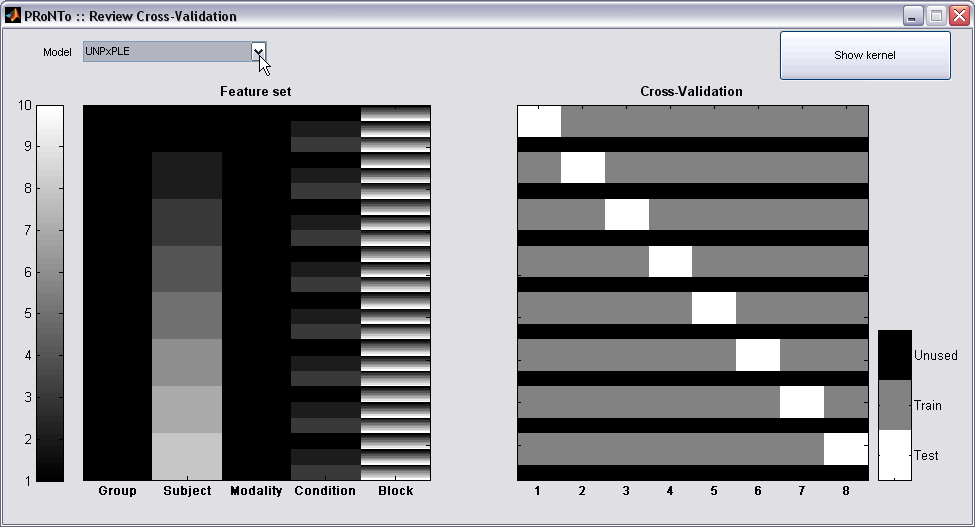 PRoNTo :: Review Cross-Validation
Model UNPxPLE
Show kernel
Feature set
Cross-Validation
10
9
8
7
6
5
4
3
2
1
Group Subject Modality Condition Block
1 2 3 4 5 6 7 8
Unused
Train
Test